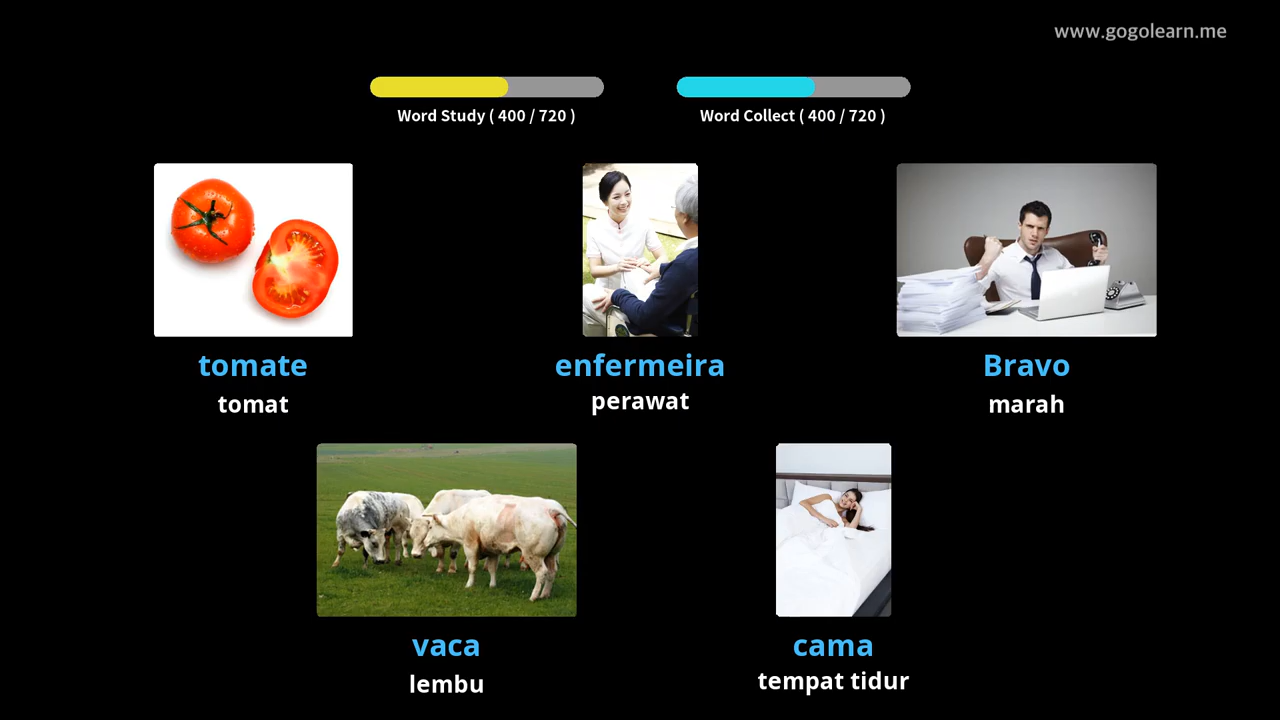 www.gogolearn.me
Word Study ( 400 / 720 )
Word Collect ( 400 / 720 )
tomate
tomat
enfermeira
perawat
Bravo
marah
vaca
lembu
cama
tempat tidur